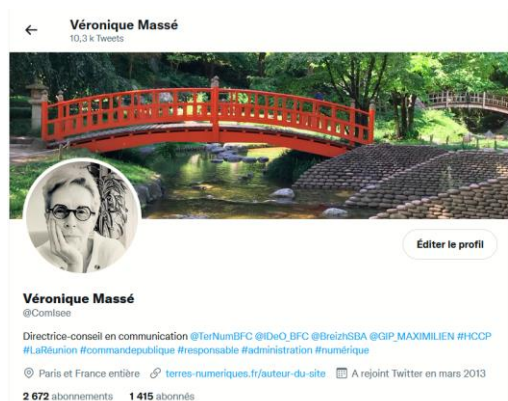 Véronique Massé
10,3 k Tweets
Éditer le profil
Véronique Massé
@ComIsee
Directrice-conseil en communication @TerNumBFC @IDeO_BFC @BreizhSBA @GIP_MAXIMILIEN #HCCP
#LaRéunion #commandepublique #responsable #administration #numérique
Paris et France entière terres-numeriques.fr/auteur-du-site A rejoint Twitter en mars 2013
2 672 abonnements 1 415 abonnés